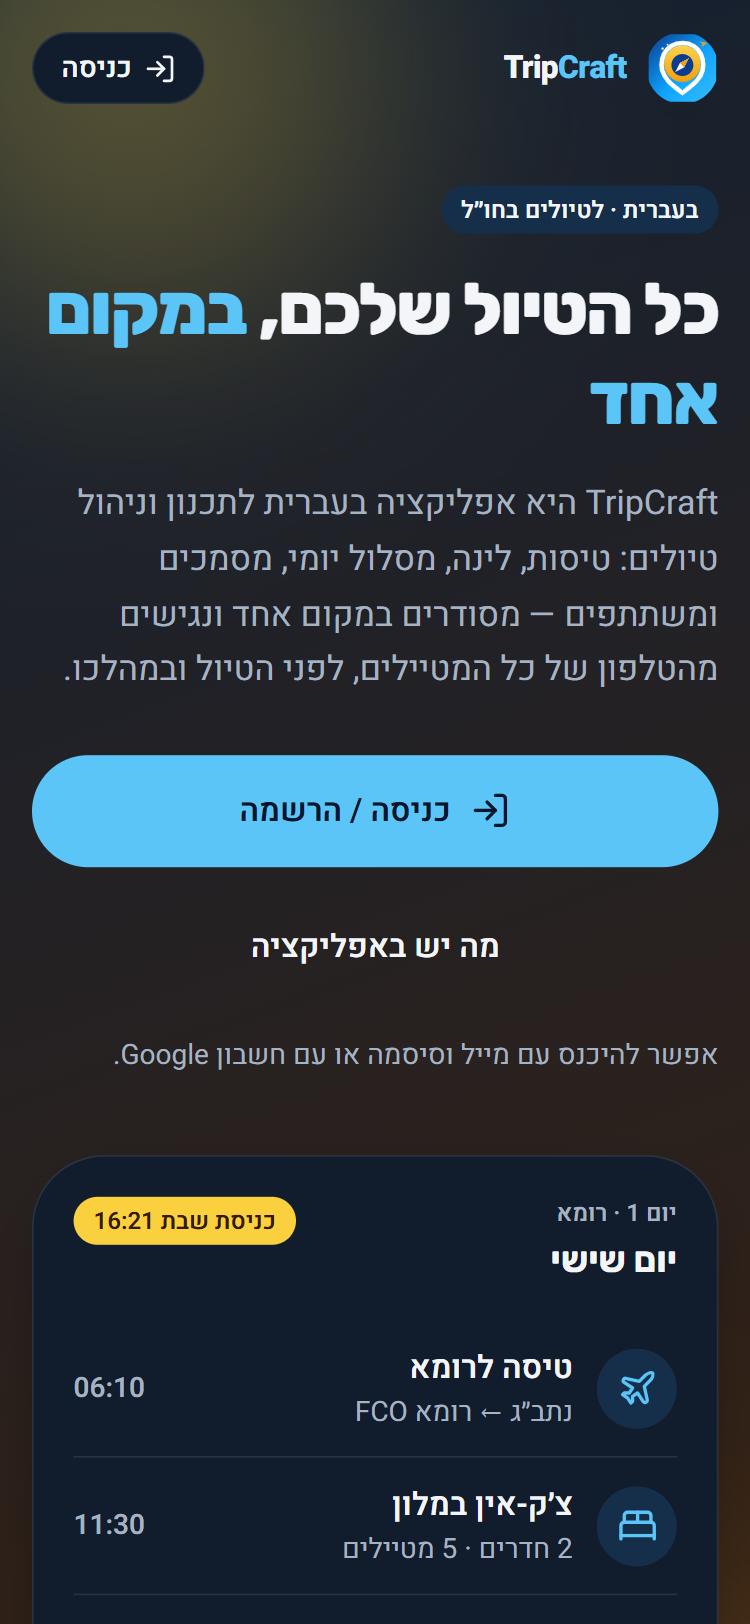 TripCraft
כניסה
בעברית · לטיולים בחו״ל
כל הטיול שלכם, במקום
אחד
TripCraft היא אפליקציה בעברית לתכנון וניהול
טיולים: טיסות, לינה, מסלול יומי, מסמכים
ומשתתפים — מסודרים במקום אחד ונגישים
מהטלפון של כל המטיילים, לפני הטיול ובמהלכו.
כניסה / הרשמה
מה יש באפליקציה
אפשר להיכנס עם מייל וסיסמה או עם חשבון Google.
יום 1 · רומא
כניסת שבת 16:21
יום שישי
טיסה לרומא
06:10
נתב״ג ← רומא FCO
צ׳ק-אין במלון
11:30
2 חדרים · 5 מטיילים